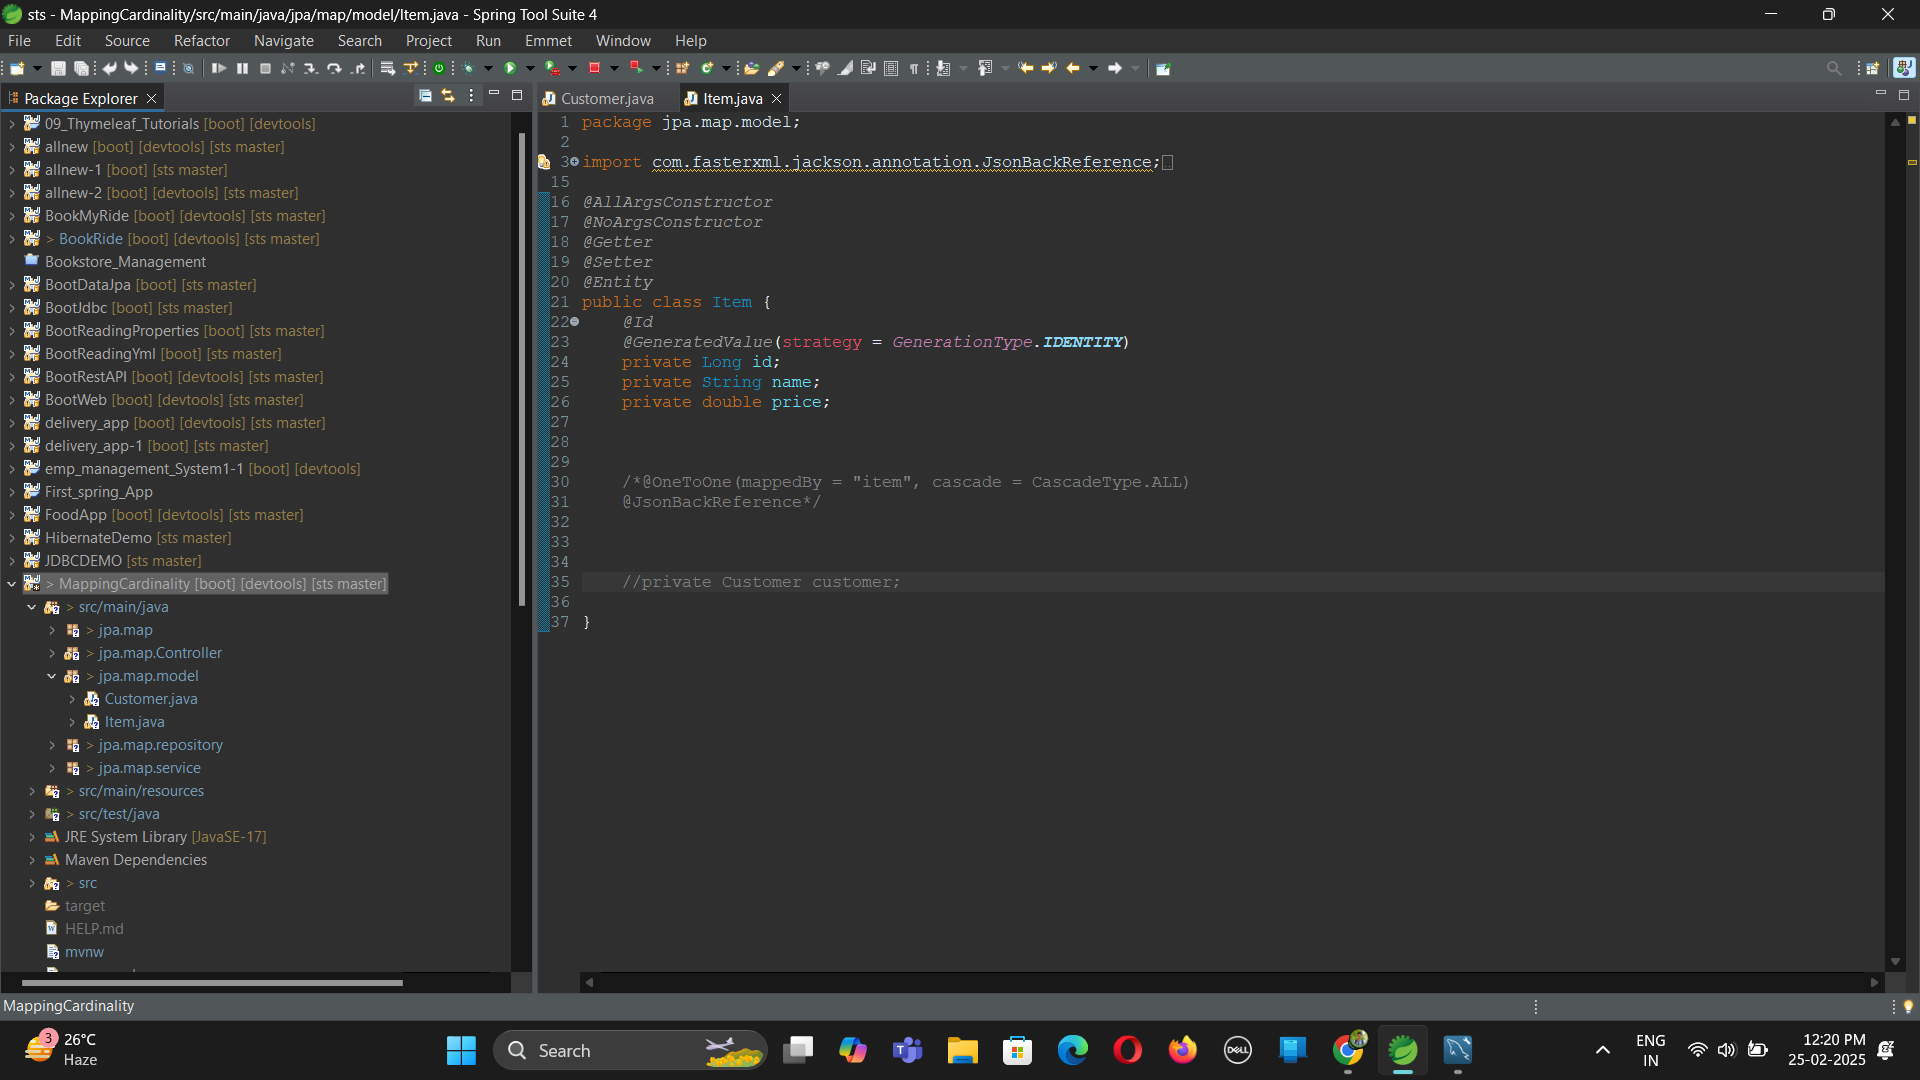 sts - MappingCardinality/src/main/java/jpa/map/model/Item.java - Spring Tool Suite 4
File Edit Source Refactor Navigate Search Project Run Emmet Window Help
Package Explorer
Customer.java
Item.java
09_Thymeleaf_Tutorials [boot] [devtools]
allnew [boot] [devtools] [sts master]
allnew-1 [boot] [sts master]
allnew-2 [boot] [devtools] [sts master]
BookMyRide [boot] [devtools] [sts master]
> BookRide [boot] [devtools] [sts master]
Bookstore_Management
BootDataJpa [boot] [sts master]
BootJdbc [boot] [sts master]
BootReadingProperties [boot] [sts master]
BootReadingYml [boot] [sts master]
BootRestAPI [boot] [devtools] [sts master]
BootWeb [boot] [devtools] [sts master]
delivery_app [boot] [devtools] [sts master]
delivery_app-1 [boot] [sts master]
emp_management_System1-1 [boot] [devtools]
First_spring_App
FoodApp [boot] [devtools] [sts master]
HibernateDemo [sts master]
JDBCDEMO [sts master]
> MappingCardinality [boot] [devtools] [sts master]
> src/main/java
> jpa.map
> jpa.map.Controller
> jpa.map.model
Customer.java
Item.java
> jpa.map.repository
> jpa.map.service
> src/main/resources
> src/test/java
JRE System Library [JavaSE-17]
Maven Dependencies
> src
target
HELP.md
mvnw
1 package jpa.map.model;
2
3 import com.fasterxml.jackson.annotation.JsonBackReference;
15
16 @AllArgsConstructor
17 @NoArgsConstructor
18 @Getter
19 @Setter
20 @Entity
21 public class Item {
22 @Id
23 @GeneratedValue(strategy = GenerationType.IDENTITY)
24 private Long id;
25 private String name;
26 private double price;
27
28
29
30 /*@OneToOne(mappedBy = "item", cascade = CascadeType.ALL)
31 @JsonBackReference*/
32
33
34
35 //private Customer customer;
36
37 }
MappingCardinality
3
26°C
Haze
Search
DELL
ENG
IN
12:20 PM
25-02-2025